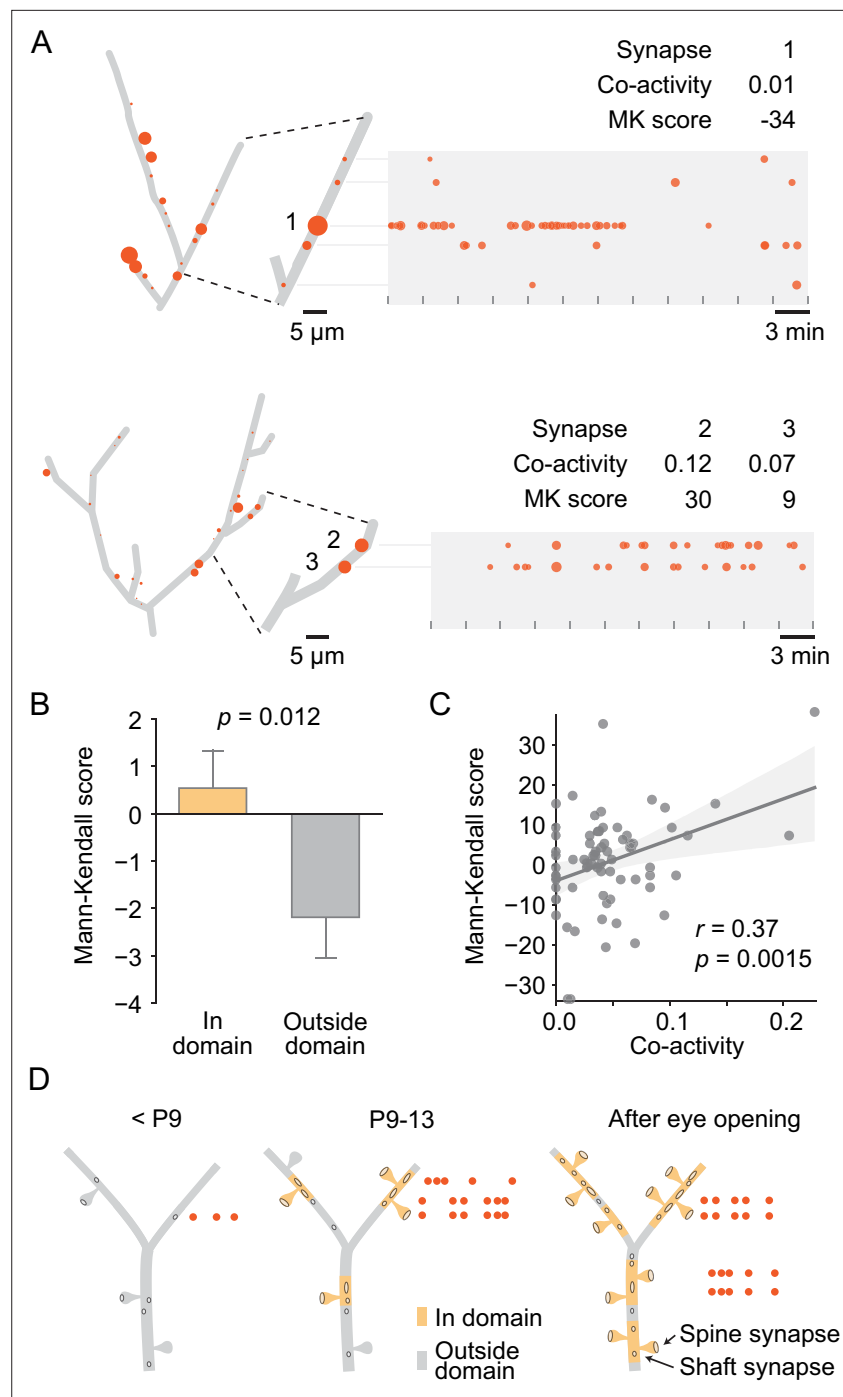 A
Synapse 1
Co-activity 0.01
MK score -34
1
5 µm
3 min
Synapse 2 3
Co-activity 0.12 0.07
MK score 30 9
2
3
5 µm
3 min
B
p = 0.012
Mann-Kendall score
2
1
0
−1
−2
−3
−4
In domain
Outside domain
C
Mann-Kendall score
30
20
10
0
−10
−20
−30
r = 0.37
p = 0.0015
0.0 0.1 0.2
Co-activity
D
< P9
P9-13
After eye opening
In domain
Outside domain
Spine synapse
Shaft synapse